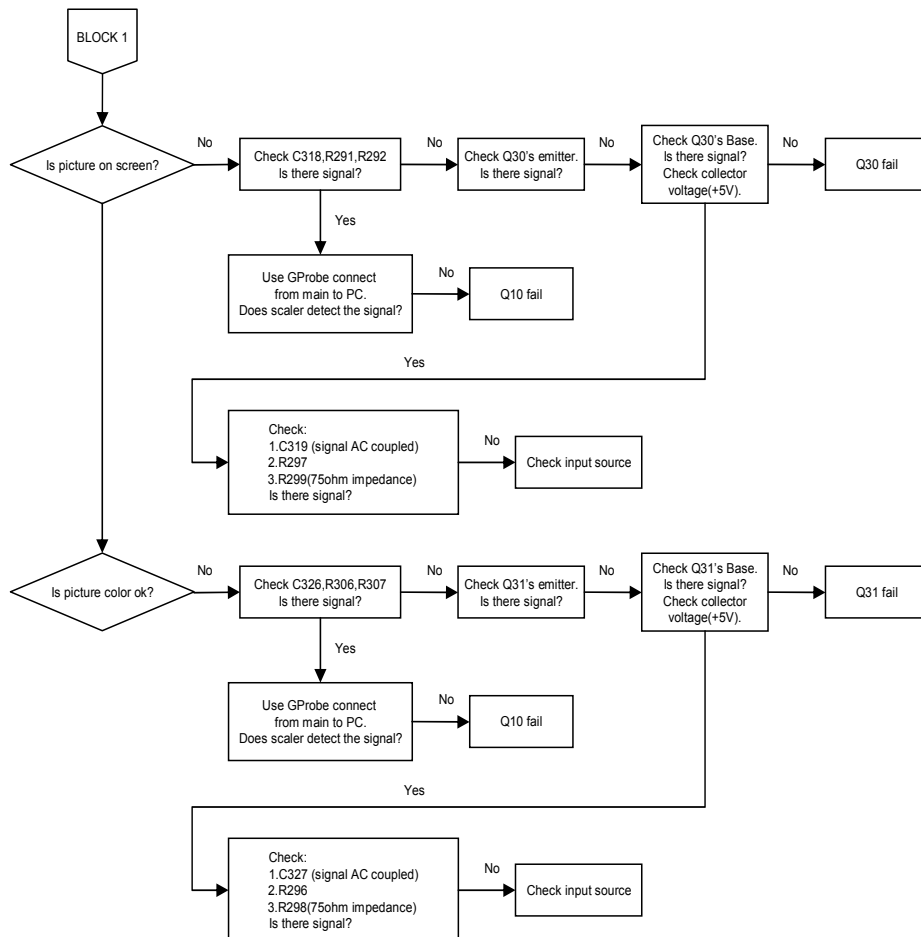 BLOCK 1
Is picture on screen?
No
Check C318,R291,R292
Is there signal?
No
Check Q30's emitter.
Is there signal?
No
Check Q30's Base.
Is there signal?
Check collector
voltage(+5V).
No
Q30 fail
Yes
Use GProbe connect
from main to PC.
Does scaler detect the signal?
No
Q10 fail
Yes
Check:
1.C319 (signal AC coupled)
2.R297
3.R299(75ohm impedance)
Is there signal?
No
Check input source
Is picture color ok?
No
Check C326,R306,R307
Is there signal?
No
Check Q31's emitter.
Is there signal?
No
Check Q31's Base.
Is there signal?
Check collector
voltage(+5V).
No
Q31 fail
Yes
Use GProbe connect
from main to PC.
Does scaler detect the signal?
No
Q10 fail
Yes
Check:
1.C327 (signal AC coupled)
2.R296
3.R298(75ohm impedance)
Is there signal?
No
Check input source